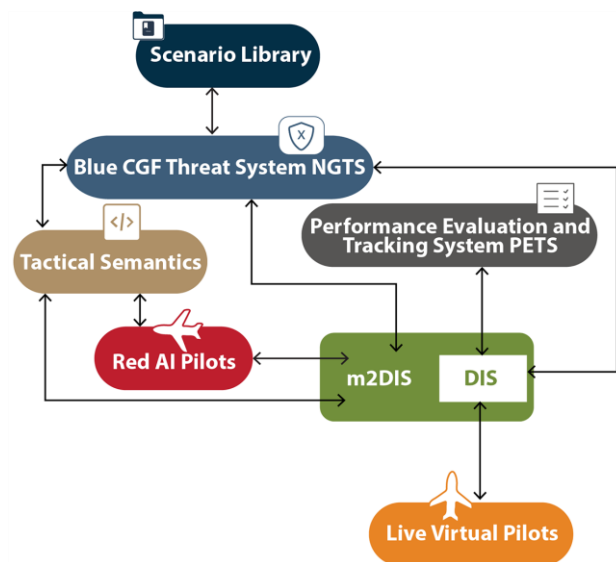 Scenario Library
X
Blue CGF Threat System NGTS
</>
Tactical Semantics
Performance Evaluation and
Tracking System PETS
Red AI Pilots
m2DIS
DIS
Live Virtual Pilots